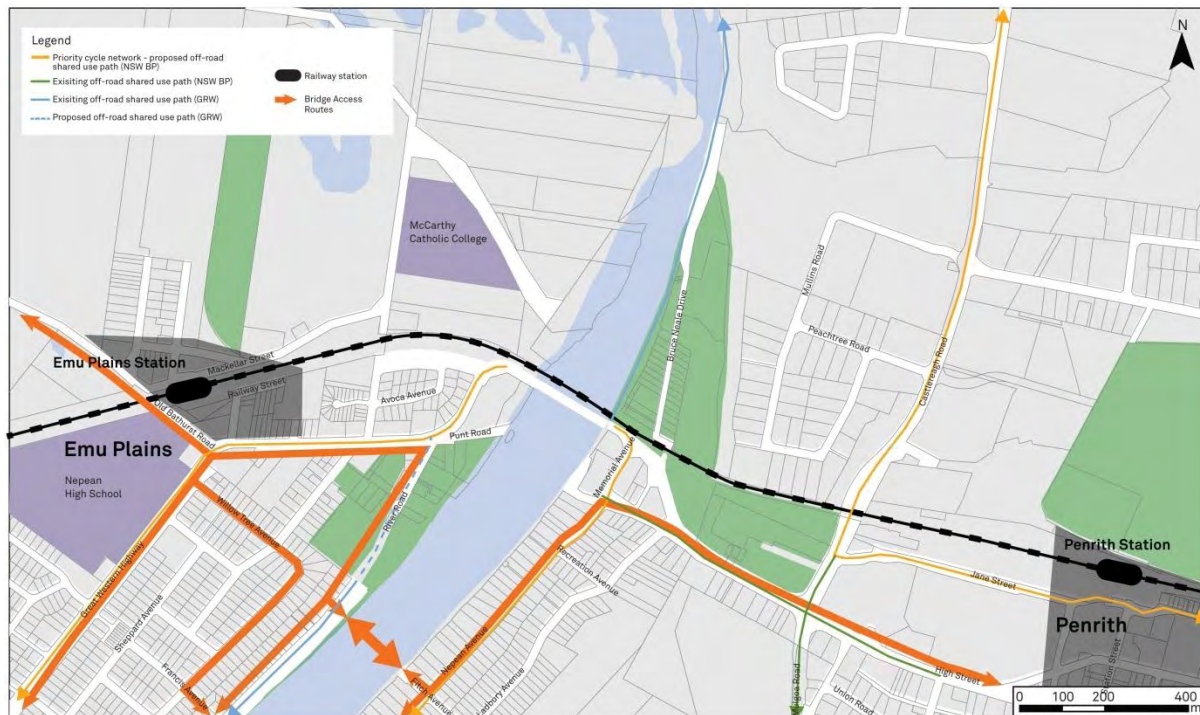 Legend
Priority cycle network - proposed off-road
shared use path (NSW BP)
Exisiting off-road shared use path (NSW BP)
Exisiting off-road shared use path (GRW)
Proposed off-road shared use path (GRW)
Railway station
Bridge Access
Routes
N
McCarthy
Catholic College
Mullins Road
Peachtree Road
Bruce Neale Drive
Castlereagh Road
Mackellar Street
Emu Plains Station
Railway Street
Avoca Avenue
Old Bathurst Road
Punt Road
Emu Plains
Nepean
High School
Memorial Avenue
Willow Tree Avenue
River Road
Great Western Highway
Recreation Avenue
Penrith Station
Jane Street
Sheppard Avenue
Penrith
Francis Avenue
Nepean Avenue
Fitch Avenue
Ladbury Avenue
High Street
Union Road
0 100 200 400
m